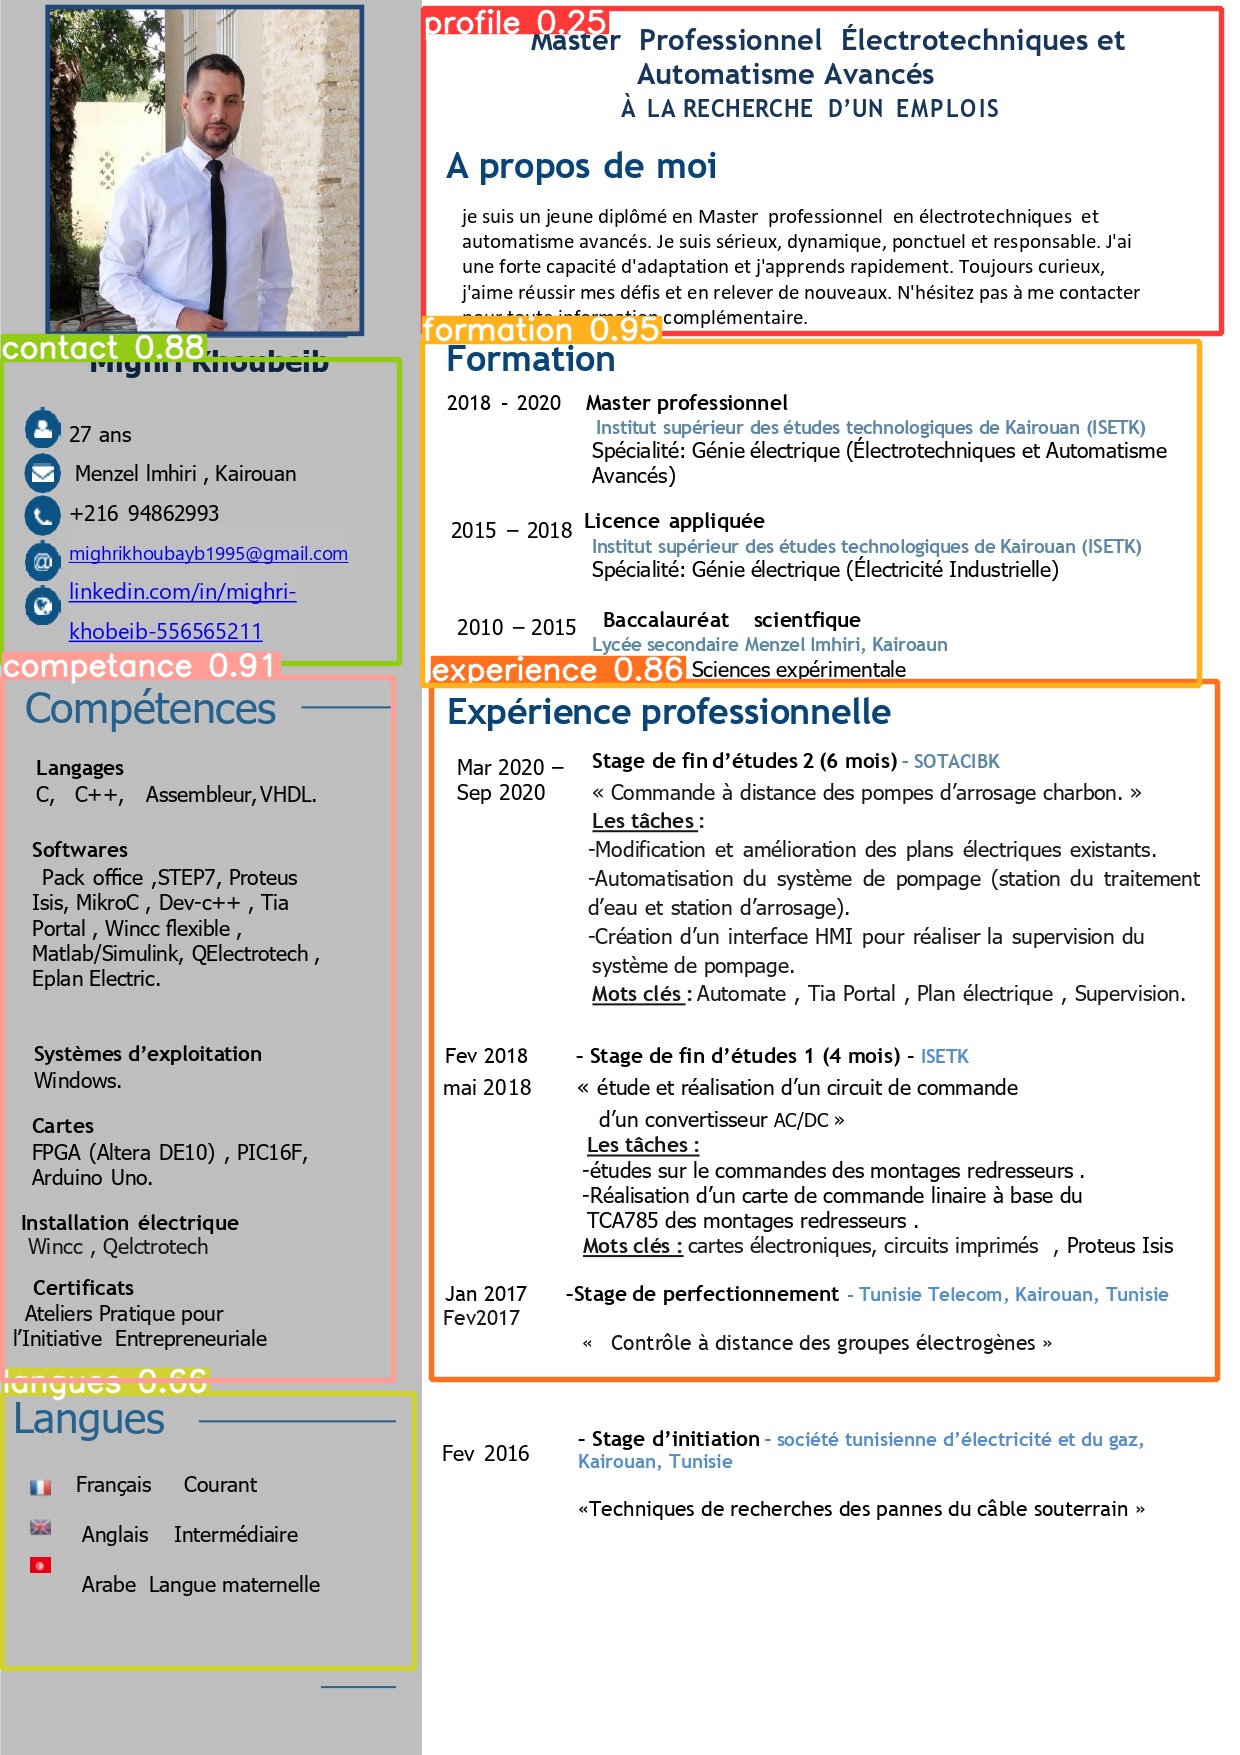 profile 0.25
Master Professionnel Électrotechniques et
Automatisme Avancés
À LA RECHERCHE D’UN EMPLOIS
A propos de moi
je suis un jeune diplômé en Master professionnel en électrotechniques et
automatisme avancés. Je suis sérieux, dynamique, ponctuel et responsable. J'ai
une forte capacité d'adaptation et j'apprends rapidement. Toujours curieux,
j'aime réussir mes défis et en relever de nouveaux. N'hésitez pas à me contacter
pour toute information complémentaire.
contact 0.88
Mighri Khoubeib
27 ans
Menzel lmhiri , Kairouan
+216 94862993
mighrikhoubayb1995@gmail.com
linkedin.com/in/mighri-
khobeib-556565211
competance 0.91
Compétences
Langages
C, C++, Assembleur, VHDL.
Softwares
Pack office ,STEP7, Proteus
Isis, MikroC , Dev-c++ , Tia
Portal , Wincc flexible ,
Matlab/Simulink, QElectrotech ,
Eplan Electric.
Systèmes d’exploitation
Windows.
Cartes
FPGA (Altera DE10) , PIC16F,
Arduino Uno.
Installation électrique
Wincc , Qelctrotech
Certificats
Ateliers Pratique pour
l’Initiative Entrepreneuriale
langues 0.66
Langues
Français Courant
Anglais Intermédiaire
Arabe Langue maternelle
formation 0.95
Formation
2018 - 2020 Master professionnel
Institut supérieur des études technologiques de Kairouan (ISETK)
Spécialité: Génie électrique (Électrotechniques et Automatisme
Avancés)
2015 – 2018 Licence appliquée
Institut supérieur des études technologiques de Kairouan (ISETK)
Spécialité: Génie électrique (Électricité Industrielle)
2010 – 2015 Baccalauréat scientfique
Lycée secondaire Menzel lmhiri, Kairoaun
Sciences expérimentale
experience 0.86
Expérience professionnelle
Mar 2020 –
Sep 2020
Stage de fin d’études 2 (6 mois) - SOTACIBK
« Commande à distance des pompes d’arrosage charbon. »
Les tâches :
-Modification et amélioration des plans électriques existants.
-Automatisation du système de pompage (station du traitement
d’eau et station d’arrosage).
-Création d’un interface HMI pour réaliser la supervision du
système de pompage.
Mots clés : Automate , Tia Portal , Plan électrique , Supervision.
Fev 2018 - Stage de fin d’études 1 (4 mois) - ISETK
mai 2018 « étude et réalisation d’un circuit de commande
d’un convertisseur AC/DC »
Les tâches :
-études sur le commandes des montages redresseurs .
-Réalisation d’un carte de commande linaire à base du
TCA785 des montages redresseurs .
Mots clés : cartes électroniques, circuits imprimés , Proteus Isis
Jan 2017 -Stage de perfectionnement - Tunisie Telecom, Kairouan, Tunisie
Fev2017
« Contrôle à distance des groupes électrogènes »
Fev 2016
- Stage d’initiation - société tunisienne d’électricité et du gaz,
Kairouan, Tunisie
«Techniques de recherches des pannes du câble souterrain »